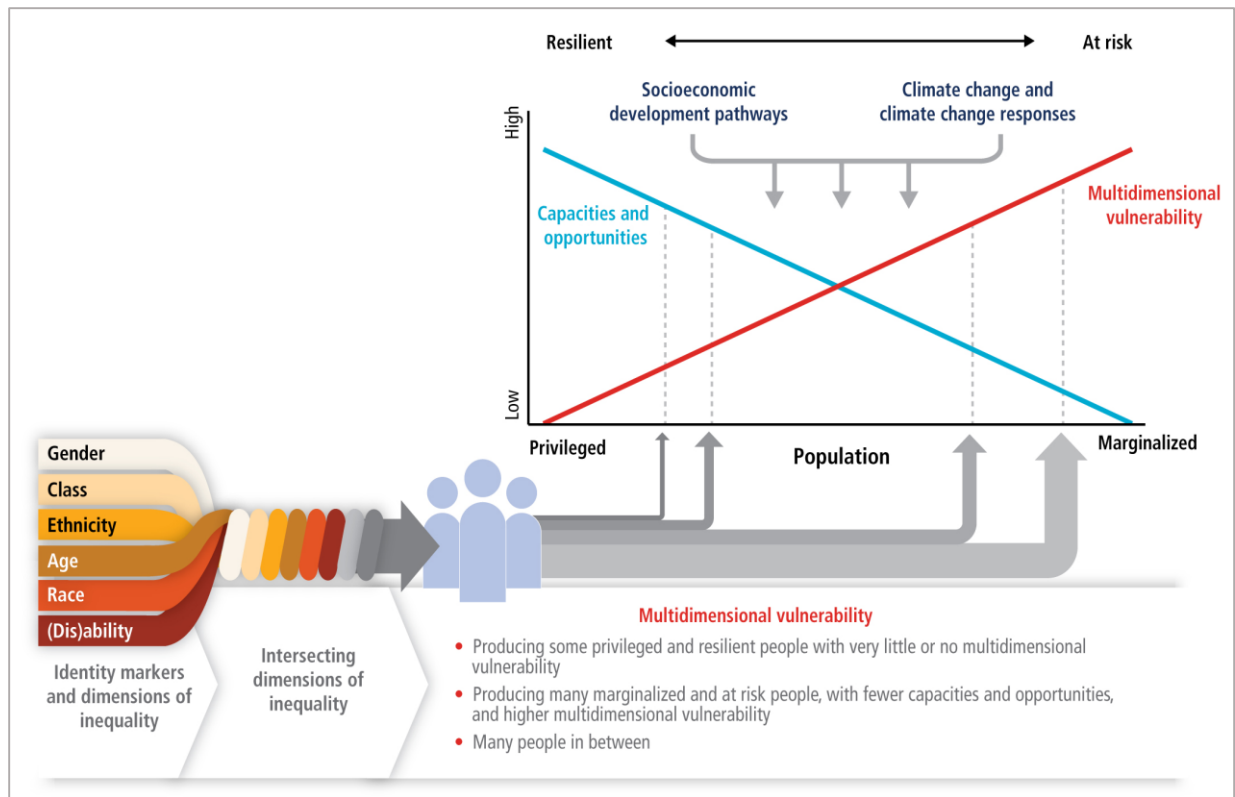 Resilient
At risk
Socioeconomic
development pathways
Climate change and
climate change responses
High
Low
Capacities and
opportunities
Multidimensional
vulnerability
Privileged
Population
Marginalized
Gender
Class
Ethnicity
Age
Race
(Dis)ability
Identity markers
and dimensions of
inequality
Intersecting
dimensions of
inequality
Multidimensional vulnerability
• Producing some privileged and resilient people with very little or no multidimensional
vulnerability
• Producing many marginalized and at risk people, with fewer capacities and opportunities,
and higher multidimensional vulnerability
• Many people in between